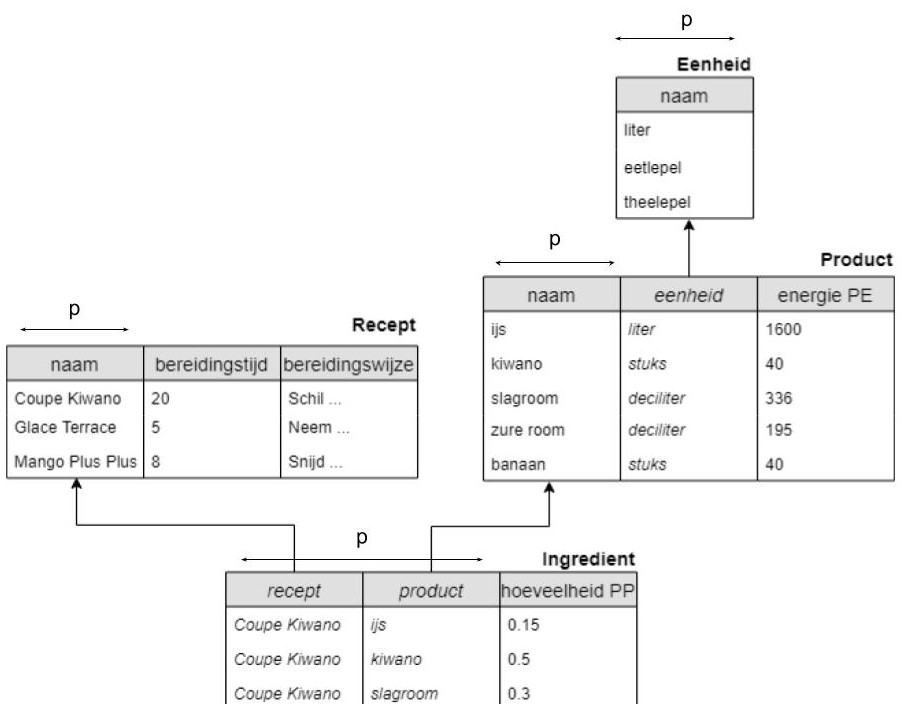 p
Eenheid
naam
liter
eetlepel
theelepel
p
Product
naam eenheid energie PE
ijs liter 1600
kiwano stuks 40
slagroom deciliter 336
zure room deciliter 195
banaan stuks 40
p
Recept
naam bereidingstijd bereidingswijze
Coupe Kiwano 20 Schil ...
Glace Terrace 5 Neem ...
Mango Plus Plus 8 Snijd ...
p
Ingredient
recept product hoeveelheid PP
Coupe Kiwano ijs 0.15
Coupe Kiwano kiwano 0.5
Coupe Kiwano slagroom 0.3